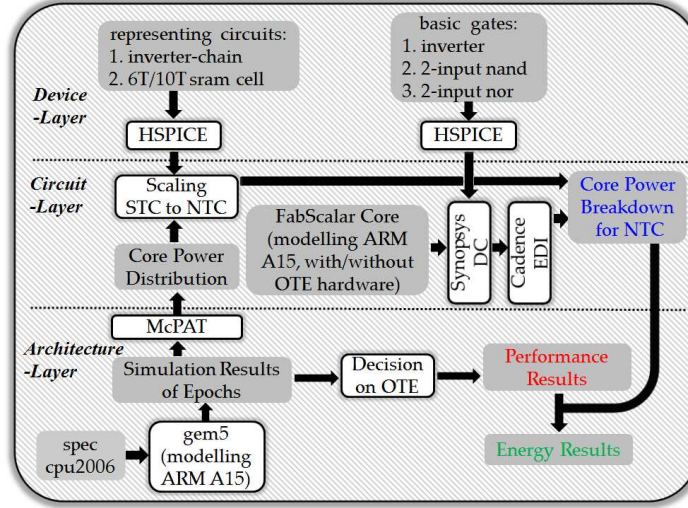 representing circuits:
1. inverter-chain
2. 6T/10T sram cell
basic gates:
1. inverter
2. 2-input nand
3. 2-input nor
Device
-Layer
HSPICE
HSPICE
Circuit
-Layer
Scaling
STC to NTC
Core Power
Breakdown
for NTC
FabScalar Core
(modelling ARM
A15, with/without
OTE hardware)
Synopsys
DC
Cadence
EDI
Core Power
Distribution
McPAT
Architecture
-Layer
Simulation Results
of Epochs
Decision
on OTE
Performance
Results
spec
cpu2006
gem5
(modelling
ARM A15)
Energy Results